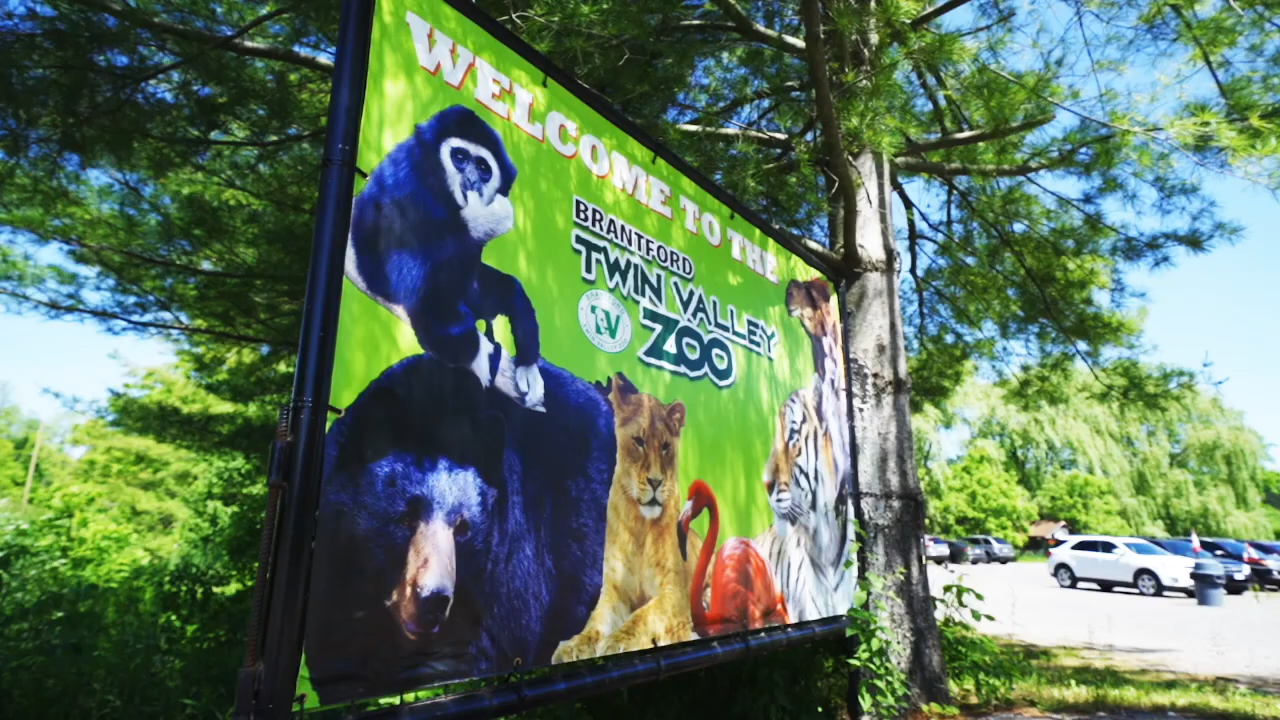 WELCOME TO THE
BRANTFORD
TWIN VALLEY
ZOO
TV